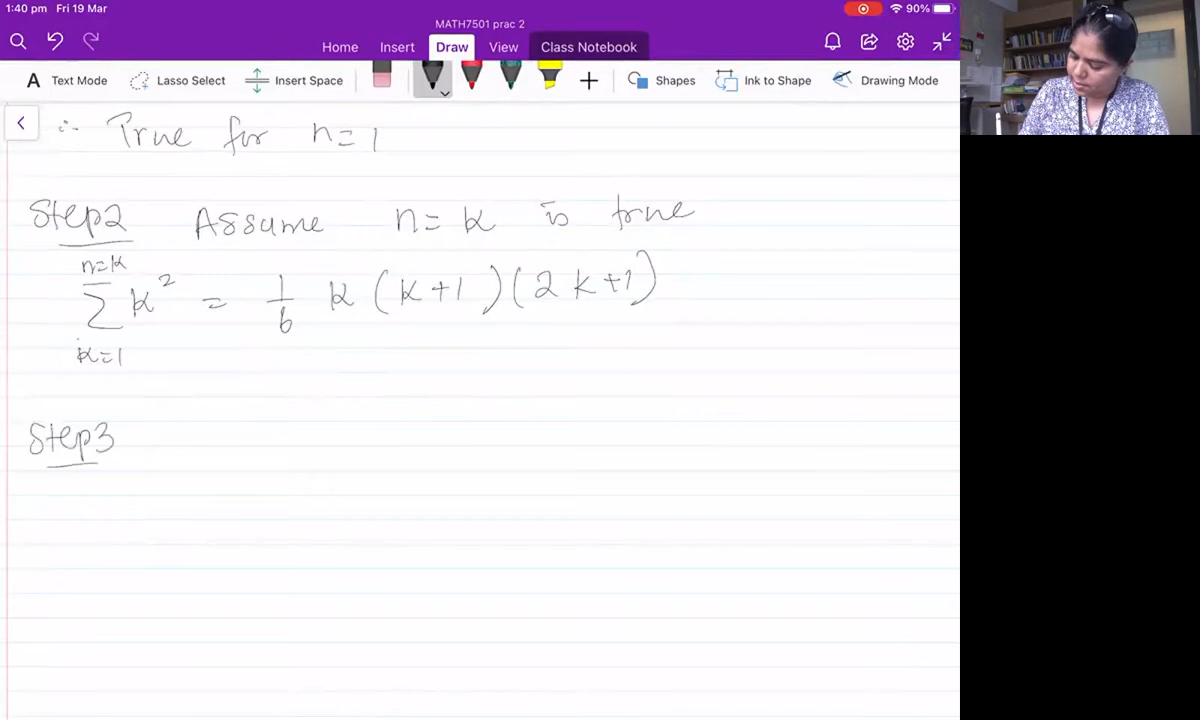 1:40 pm Fri 19 Mar
90%
MATH7501 prac 2
Home Insert Draw View Class Notebook
A Text Mode Lasso Select Insert Space Shapes Ink to Shape Drawing Mode
∴ True for n = 1
Step2 Assume n = k is true
n=k
∑ k² = 1/6 k (k+1) (2k+1)
k=1
Step3